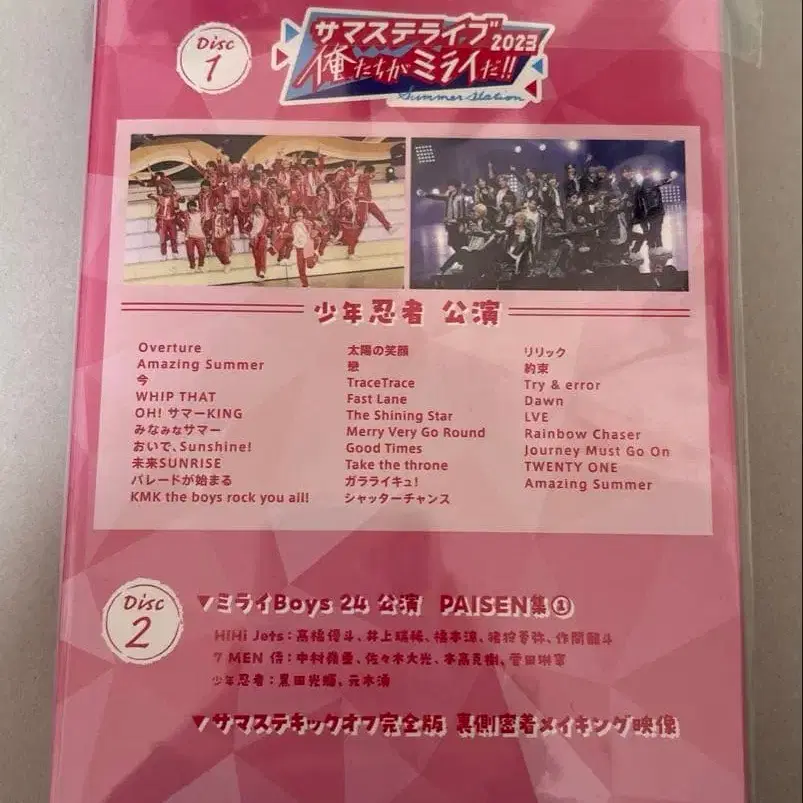 Disc
1
サマステライブ
2023
俺たちがミライだ!!
Summer Station
少年忍者 公演
Overture
Amazing Summer
今
WHIP THAT
OH! サマーKING
みなみなサマー
おいで、Sunshine!
未来SUNRISE
パレードが始まる
KMK the boys rock you all!
太陽の笑顔
戀
TraceTrace
Fast Lane
The Shining Star
Merry Very Go Round
Good Times
Take the throne
ガラライキュ!
シャッターチャンス
リリック
約束
Try & error
Dawn
LVE
Rainbow Chaser
Journey Must Go On
TWENTY ONE
Amazing Summer
Disc
2
▼ミライBoys 24 公演 PAISEN集①
HiHi Jets:髙橋優斗、井上瑞稀、橋本涼、猪狩蒼弥、作間龍斗
7 MEN 侍:中村嶺亜、佐々木大光、本髙克樹、菅田琳寧
少年忍者:黒田光輝、元木湧
▼サマステキックオフ完全版 裏側密着メイキング映像